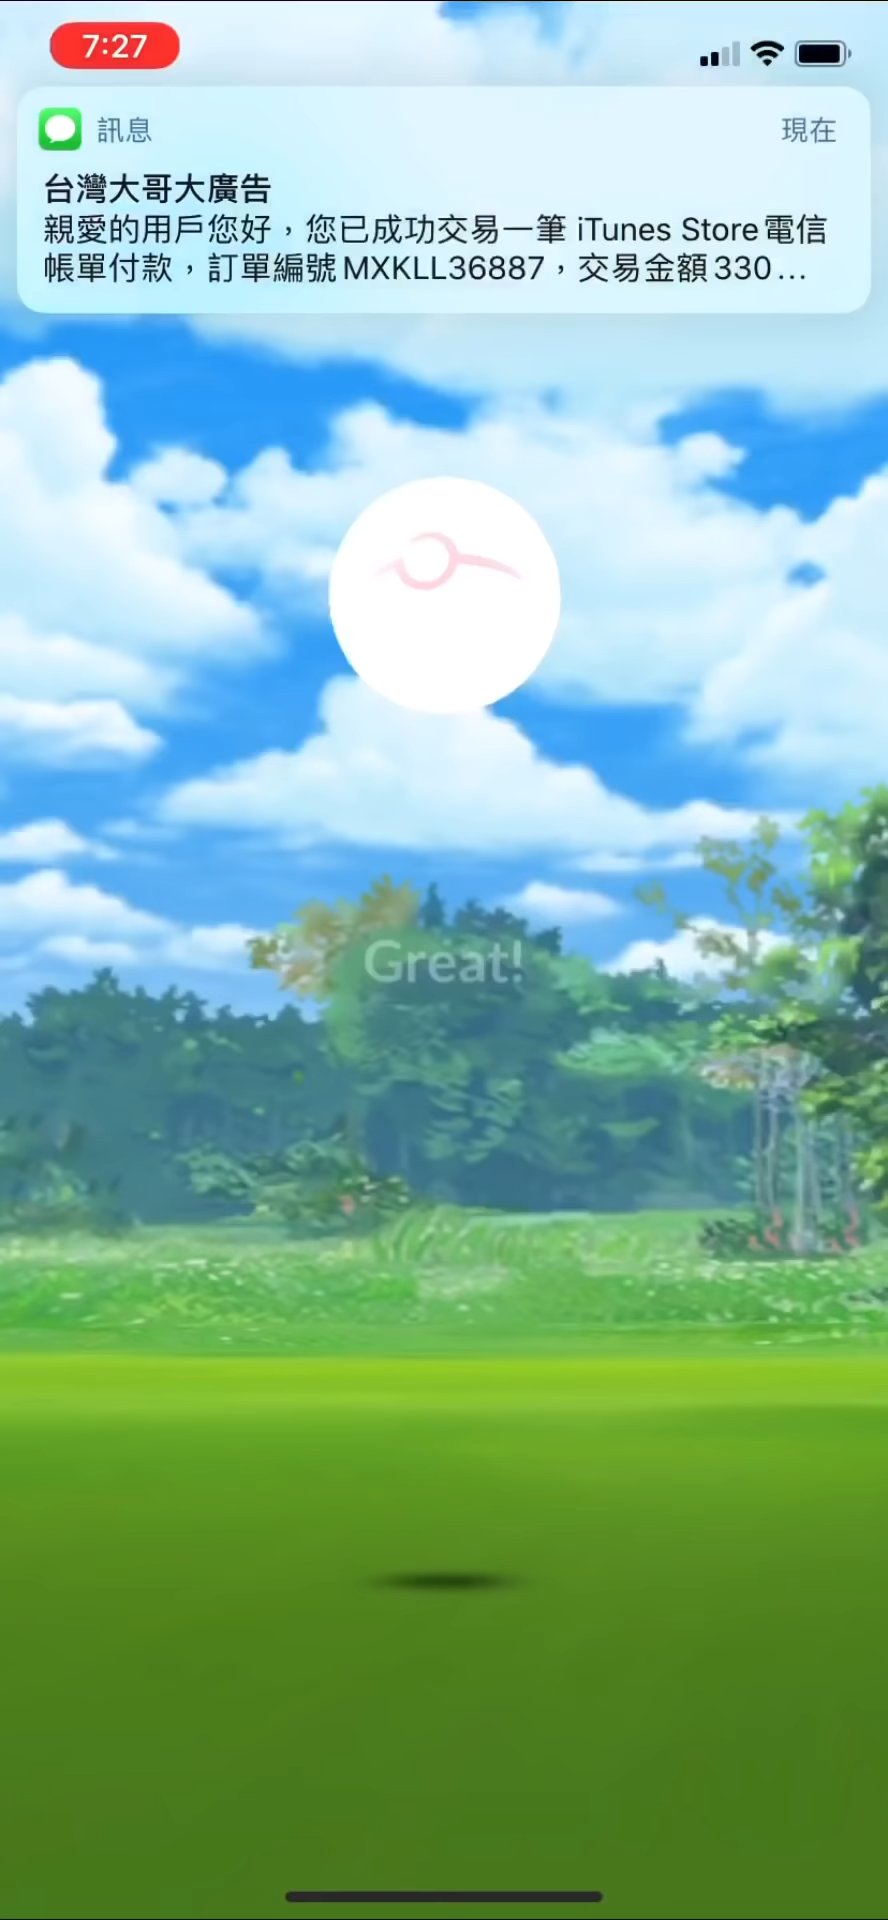 7:27
訊息 現在
台灣大哥大廣告
親愛的用戶您好，您已成功交易一筆 iTunes Store電信
帳單付款，訂單編號MXKLL36887，交易金額330...
Great!